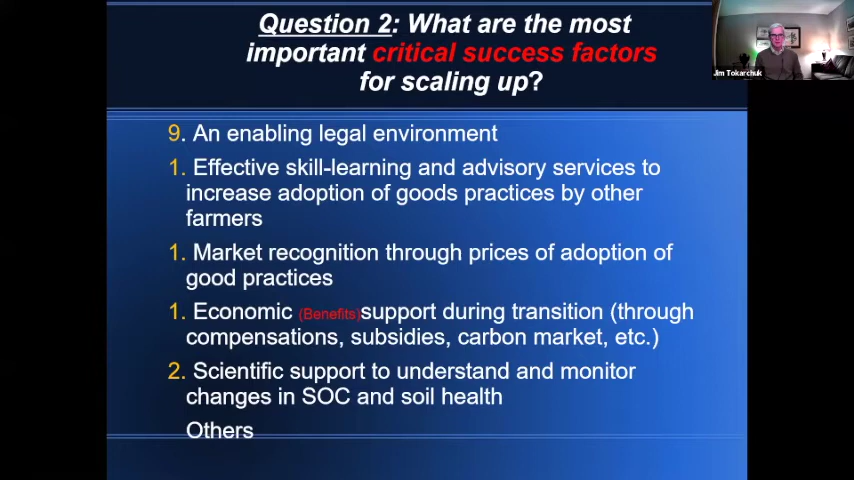 Question 2: What are the most
important critical success factors
for scaling up?
Jim Tokarchuk
9. An enabling legal environment
1. Effective skill-learning and advisory services to
increase adoption of goods practices by other
farmers
1. Market recognition through prices of adoption of
good practices
1. Economic (Benefits)support during transition (through
compensations, subsidies, carbon market, etc.)
2. Scientific support to understand and monitor
changes in SOC and soil health
Others